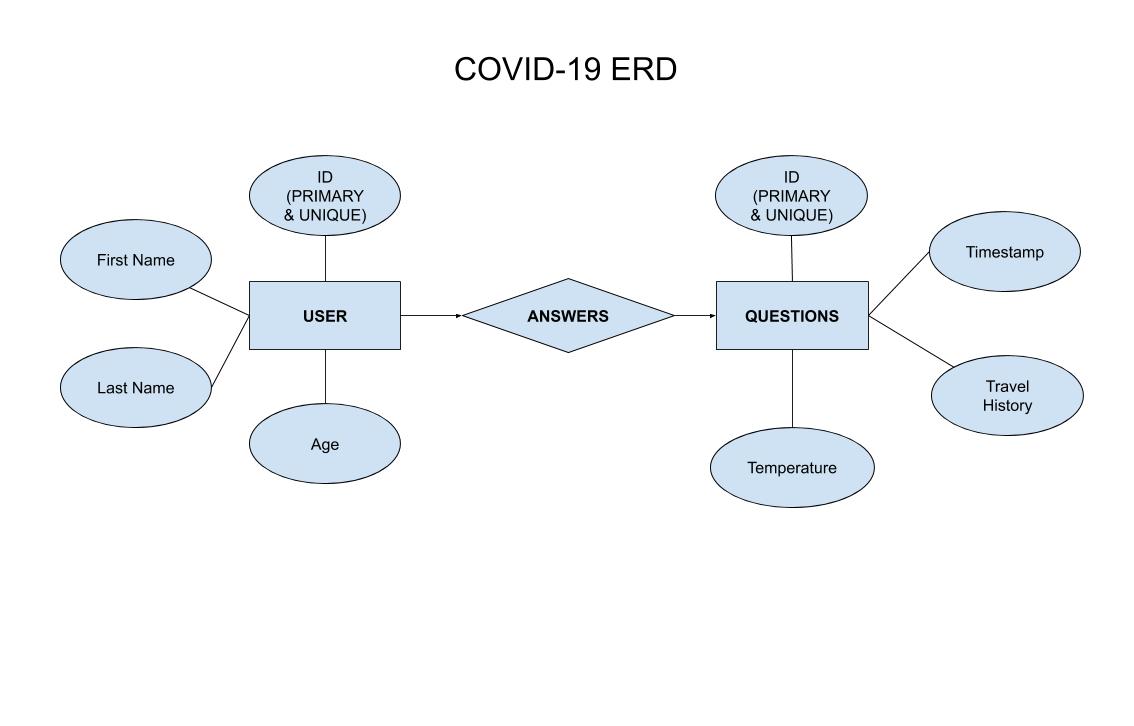 COVID-19 ERD
ID
(PRIMARY
& UNIQUE)
ID
(PRIMARY
& UNIQUE)
First Name
Timestamp
USER
ANSWERS
QUESTIONS
Last Name
Travel
History
Age
Temperature